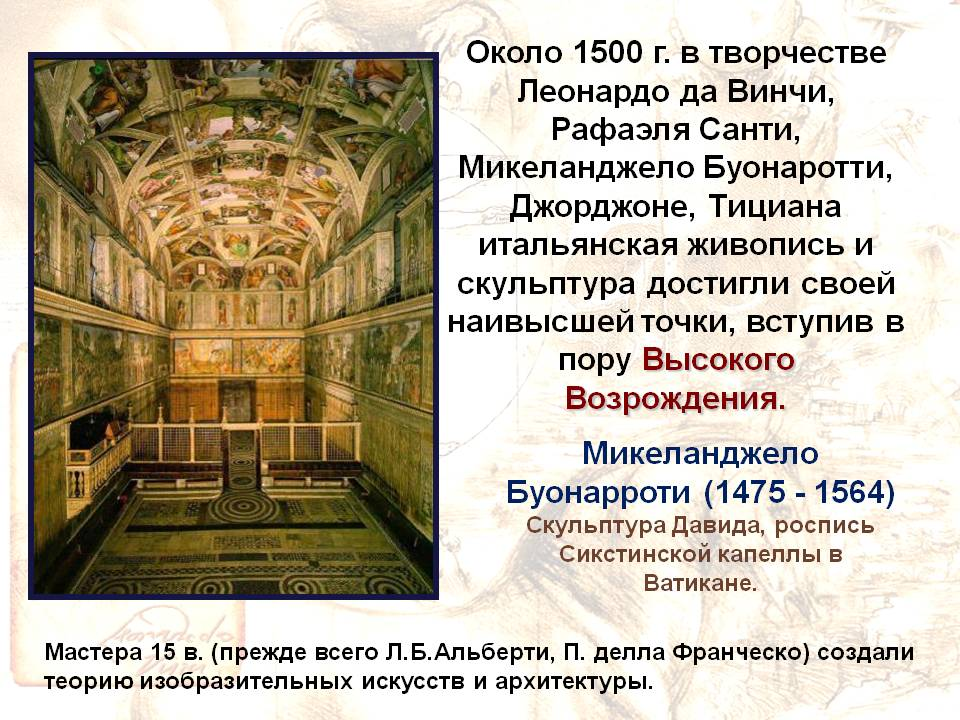 Около 1500 г. в творчестве
Леонардо да Винчи,
Рафаэля Санти,
Микеланджело Буонаротти,
Джорджоне, Тициана
итальянская живопись и
скульптура достигли своей
наивысшей точки, вступив в
пору Высокого
Возрождения.
Микеланджело
Буонарроти (1475 - 1564)
Скульптура Давида, роспись
Сикстинской капеллы в
Ватикане.
Мастера 15 в. (прежде всего Л.Б.Альберти, П. делла Франческо) создали
теорию изобразительных искусств и архитектуры.